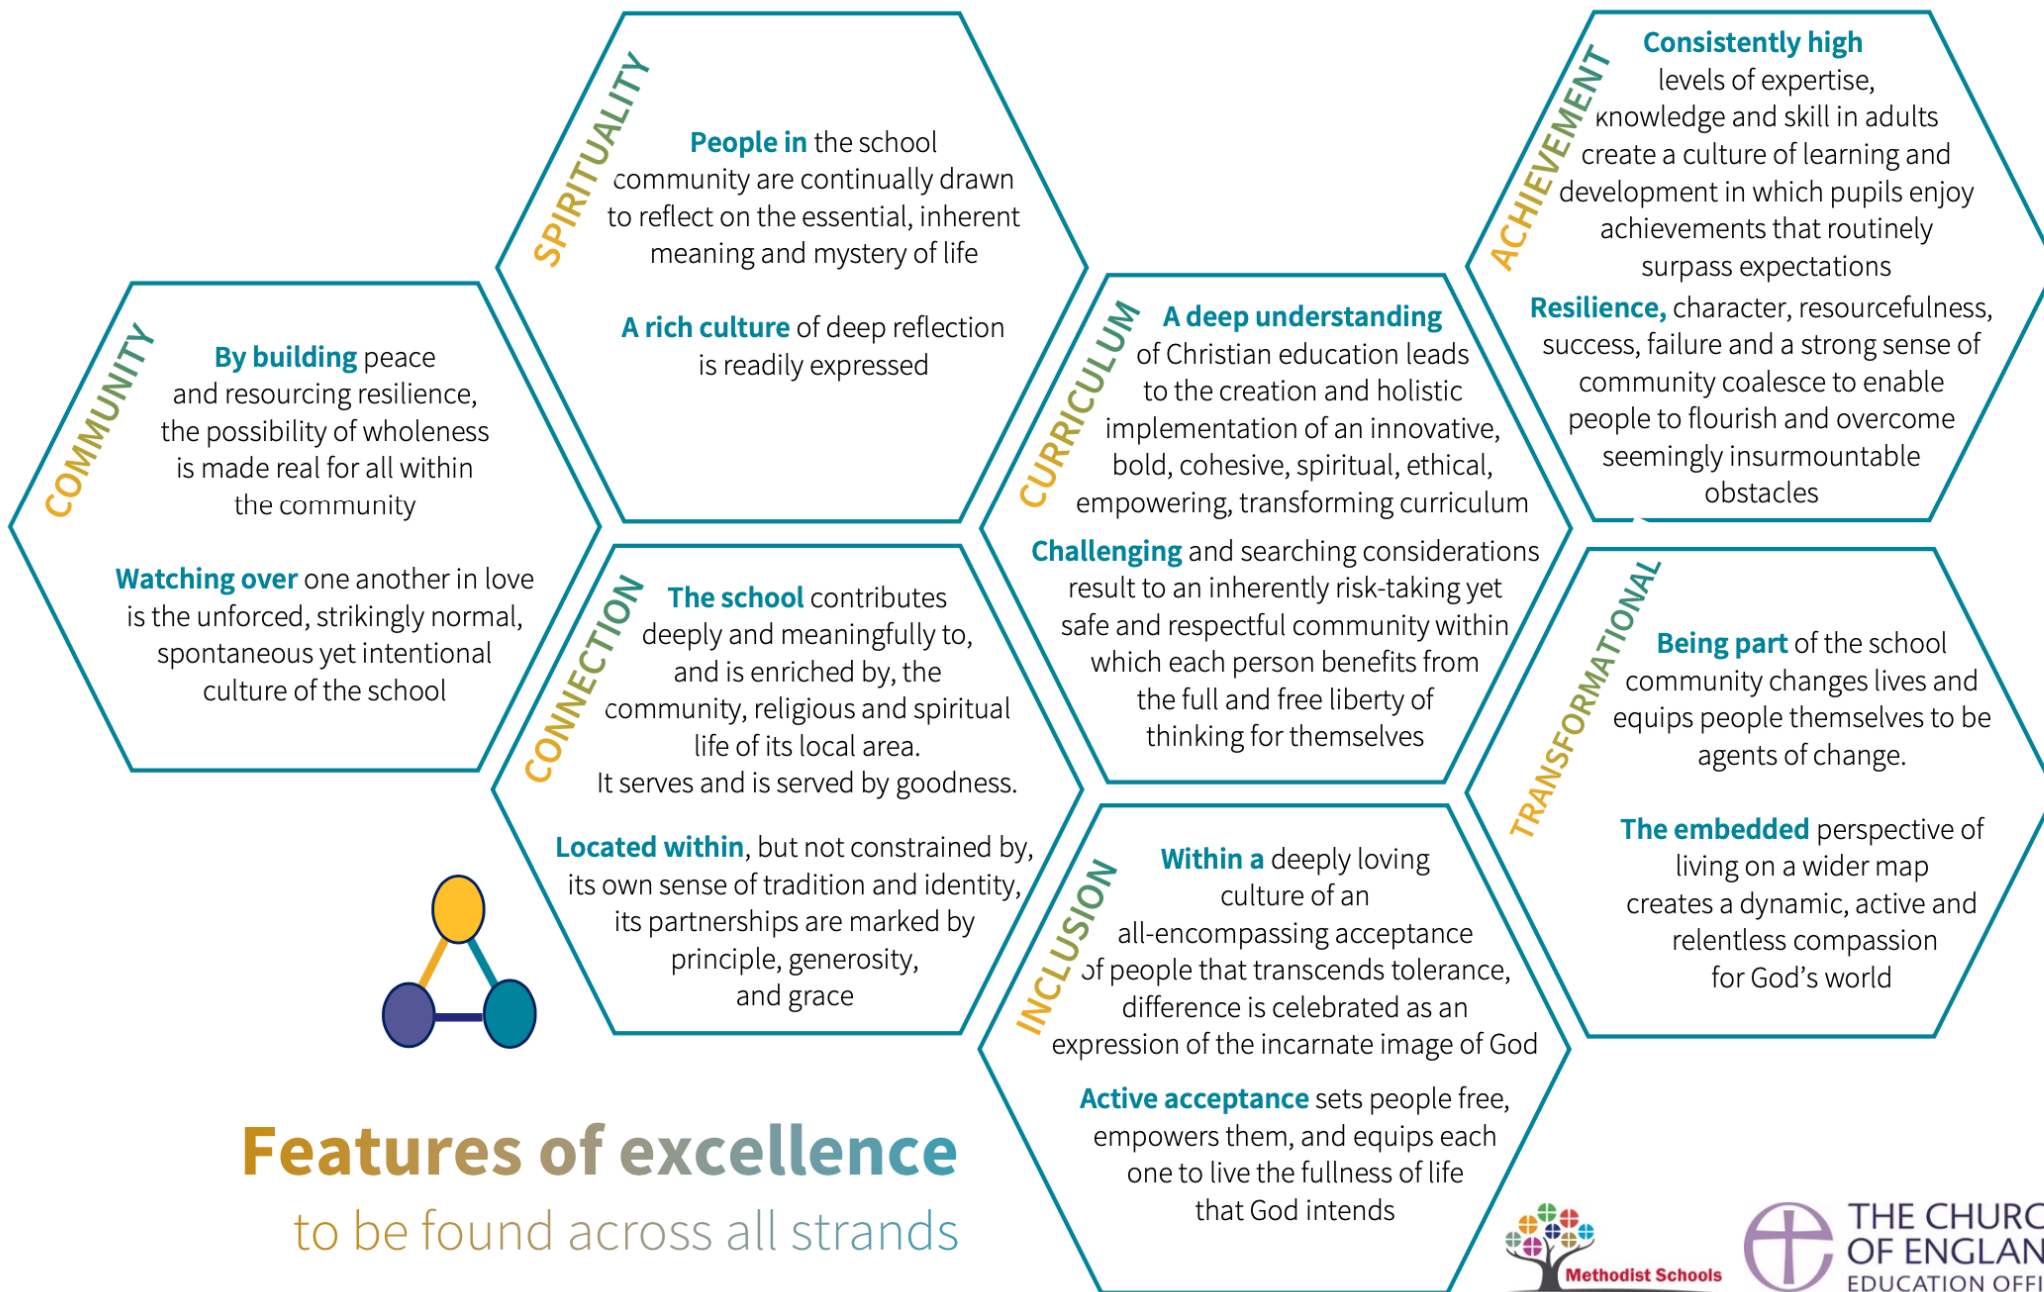 COMMUNITY
By building peace
and resourcing resilience,
the possibility of wholeness
is made real for all within
the community
Watching over one another in love
is the unforced, strikingly normal,
spontaneous yet intentional
culture of the school
SPIRITUALITY
People in the school
community are continually drawn
to reflect on the essential, inherent
meaning and mystery of life
A rich culture of deep reflection
is readily expressed
CONNECTION
The school contributes
deeply and meaningfully to,
and is enriched by, the
community, religious and spiritual
life of its local area.
It serves and is served by goodness.
Located within, but not constrained by,
its own sense of tradition and identity,
its partnerships are marked by
principle, generosity,
and grace
CURRICULUM
A deep understanding
of Christian education leads
to the creation and holistic
implementation of an innovative,
bold, cohesive, spiritual, ethical,
empowering, transforming curriculum
Challenging and searching considerations
result to an inherently risk-taking yet
safe and respectful community within
which each person benefits from
the full and free liberty of
thinking for themselves
INCLUSION
Within a deeply loving
culture of an
all-encompassing acceptance
of people that transcends tolerance,
difference is celebrated as an
expression of the incarnate image of God
Active acceptance sets people free,
empowers them, and equips each
one to live the fullness of life
that God intends
ACHIEVEMENT
Consistently high
levels of expertise,
knowledge and skill in adults
create a culture of learning and
development in which pupils enjoy
achievements that routinely
surpass expectations
Resilience, character, resourcefulness,
success, failure and a strong sense of
community coalesce to enable
people to flourish and overcome
seemingly insurmountable
obstacles
TRANSFORMATIONAL
Being part of the school
community changes lives and
equips people themselves to be
agents of change.
The embedded perspective of
living on a wider map
creates a dynamic, active and
relentless compassion
for God's world
Features of excellence
to be found across all strands
Methodist Schools
THE CHURC
OF ENGLAN
EDUCATION OFFI